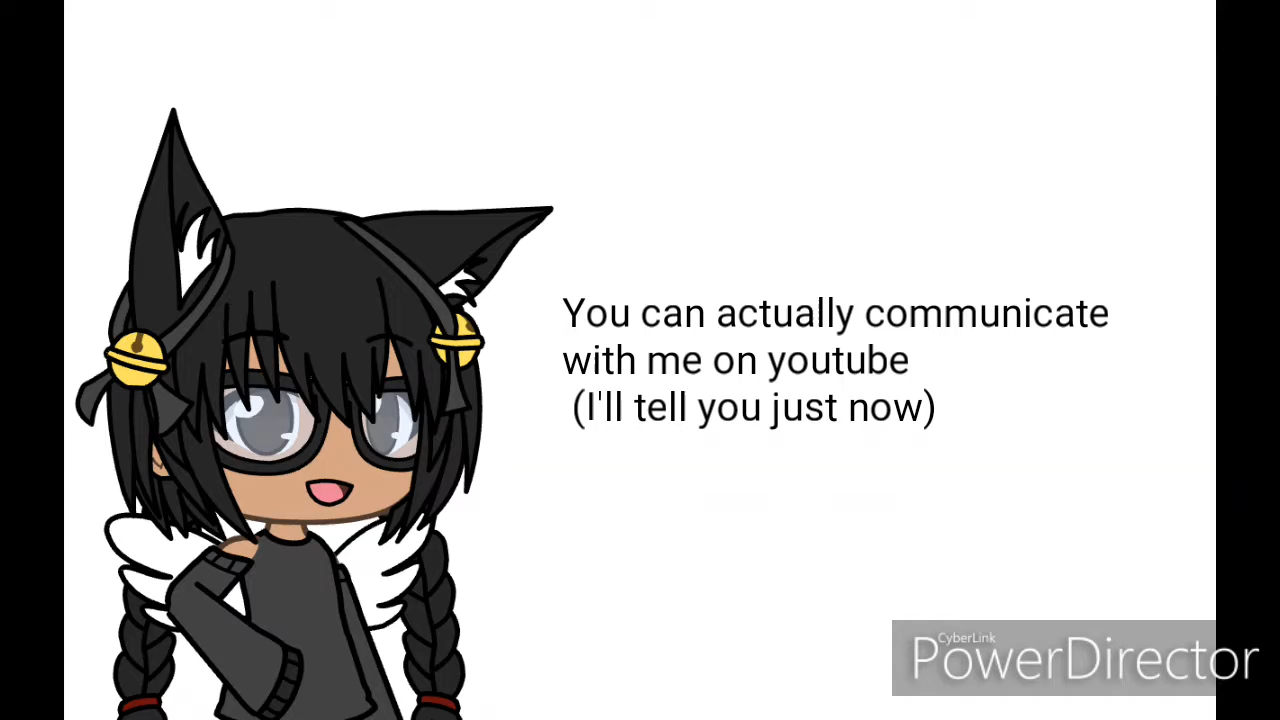 You can actually communicate
with me on youtube
(I'll tell you just now)
CyberLink
PowerDirector